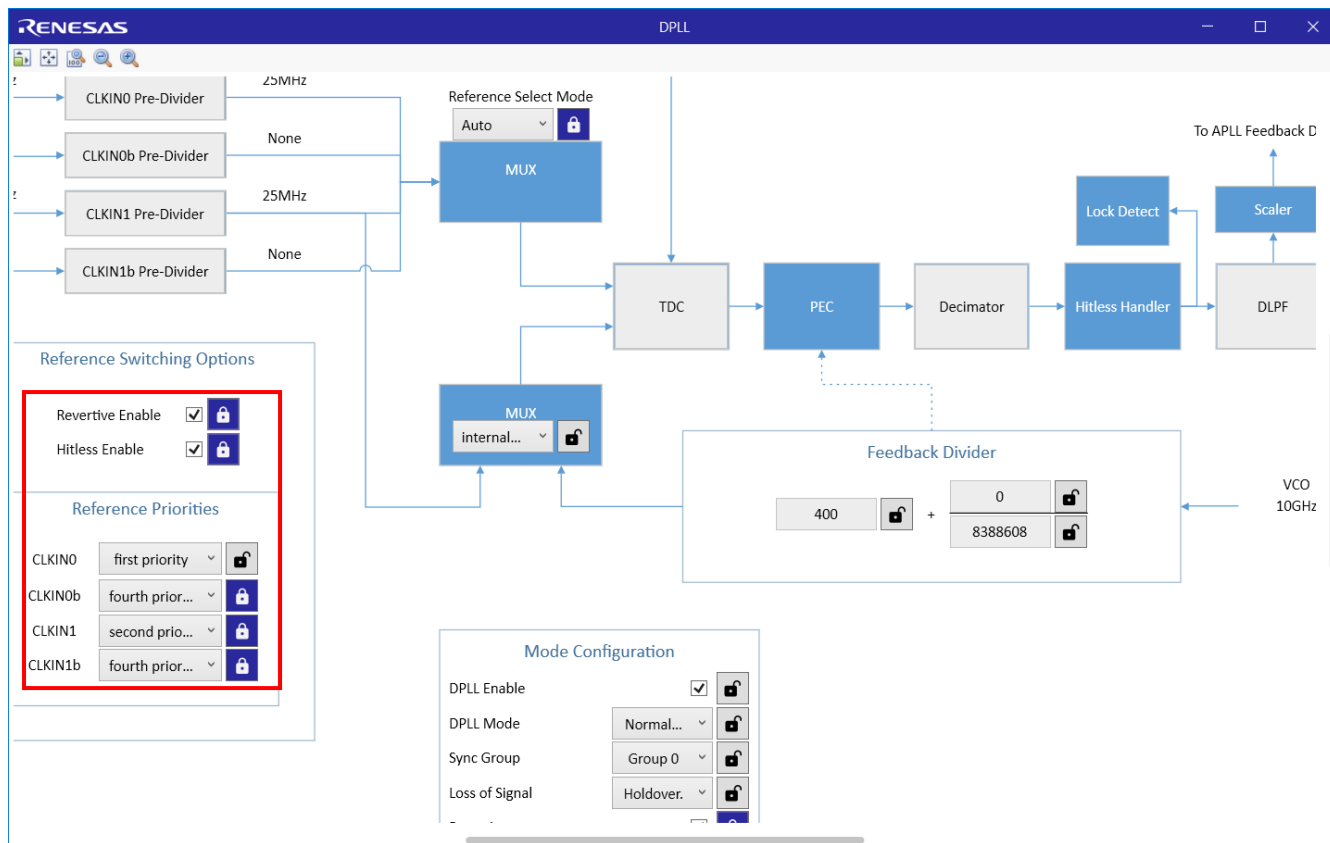 RENESAS
DPLL
100
CLKIN0 Pre-Divider
25MHz
CLKIN0b Pre-Divider
None
CLKIN1 Pre-Divider
25MHz
CLKIN1b Pre-Divider
None
Reference Select Mode
Auto
MUX
To APLL Feedback D
Lock Detect
Scaler
TDC
PEC
Decimator
Hitless Handler
DLPF
Reference Switching Options
Revertive Enable
Hitless Enable
Reference Priorities
CLKIN0 first priority
CLKIN0b fourth prior...
CLKIN1 second prio...
CLKIN1b fourth prior...
MUX
internal...
Feedback Divider
400 + 0
8388608
VCO
10GHz
Mode Configuration
DPLL Enable
DPLL Mode Normal...
Sync Group Group 0
Loss of Signal Holdover.